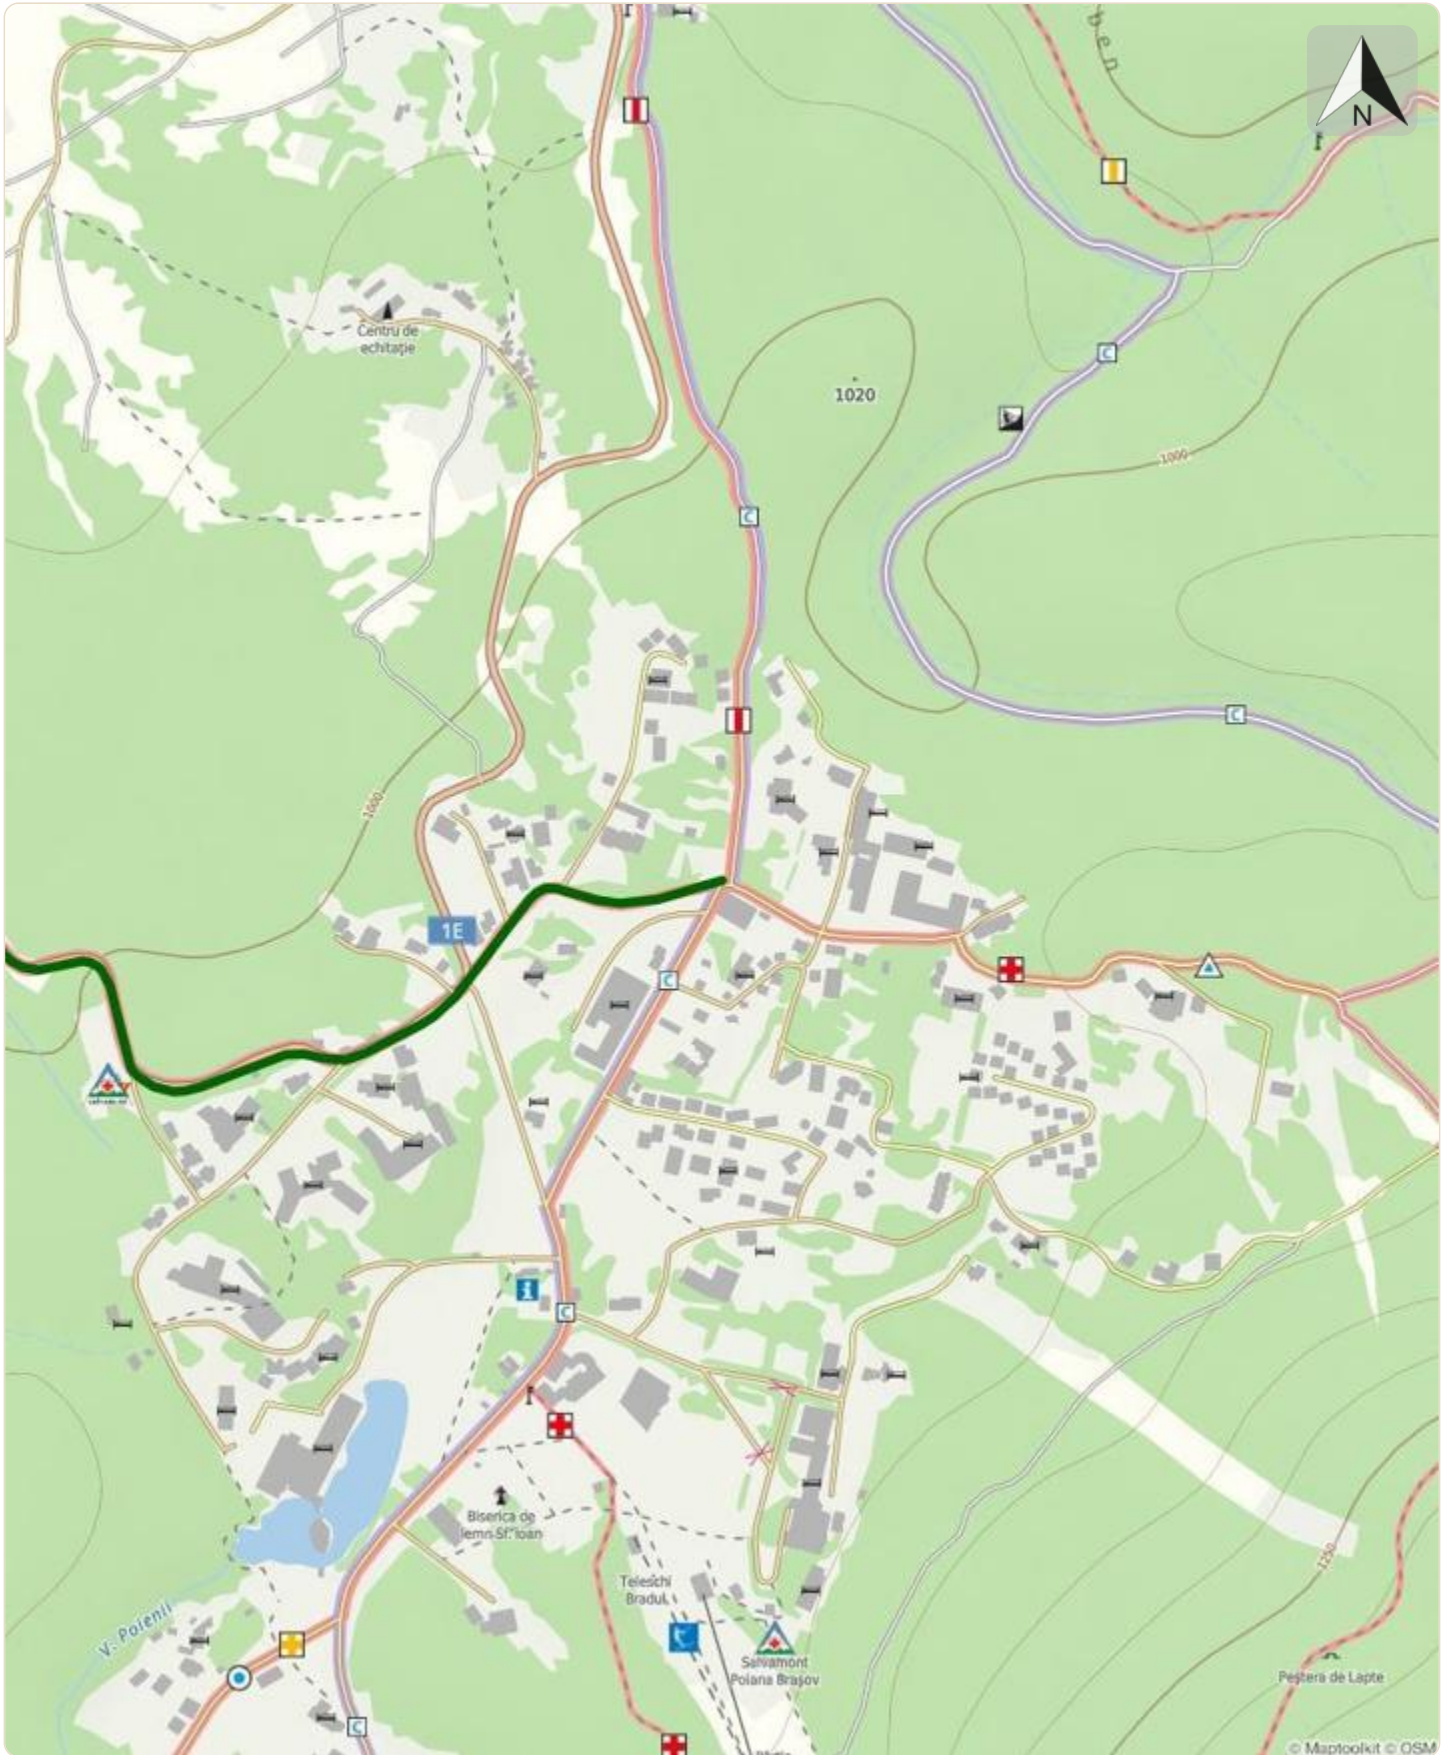 ben
N
Centru de
echitație
1020
1000
C
C
C
1000
1E
C
i
C
Biserica de
lemn Sf. Ioan
Teleschi
Bradul
V. Poienii
Salvamont
Poiana Brașov
1250
Peștera de Lapte
C
© Maptoolkit © OSM